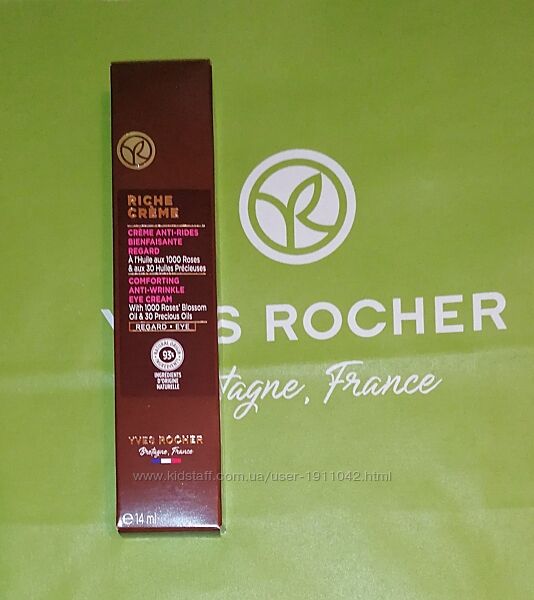 RICHE
CRÈME
CRÈME ANTI-RIDES
BIENFAISANTE
REGARD
À l'Huile aux 1000 Roses
& aux 30 Huiles Précieuses
COMFORTING
ANTI-WRINKLE
EYE CREAM
With 1000 Roses' Blossom
Oil & 30 Precious Oils
REGARD • EYE
93%
INGRÉDIENTS
D'ORIGINE
NATURELLE
YVES ROCHER
Bretagne, France
℮ 14 ml
ROCHER
France
www.kidstaff.com.ua/user-1911042.html